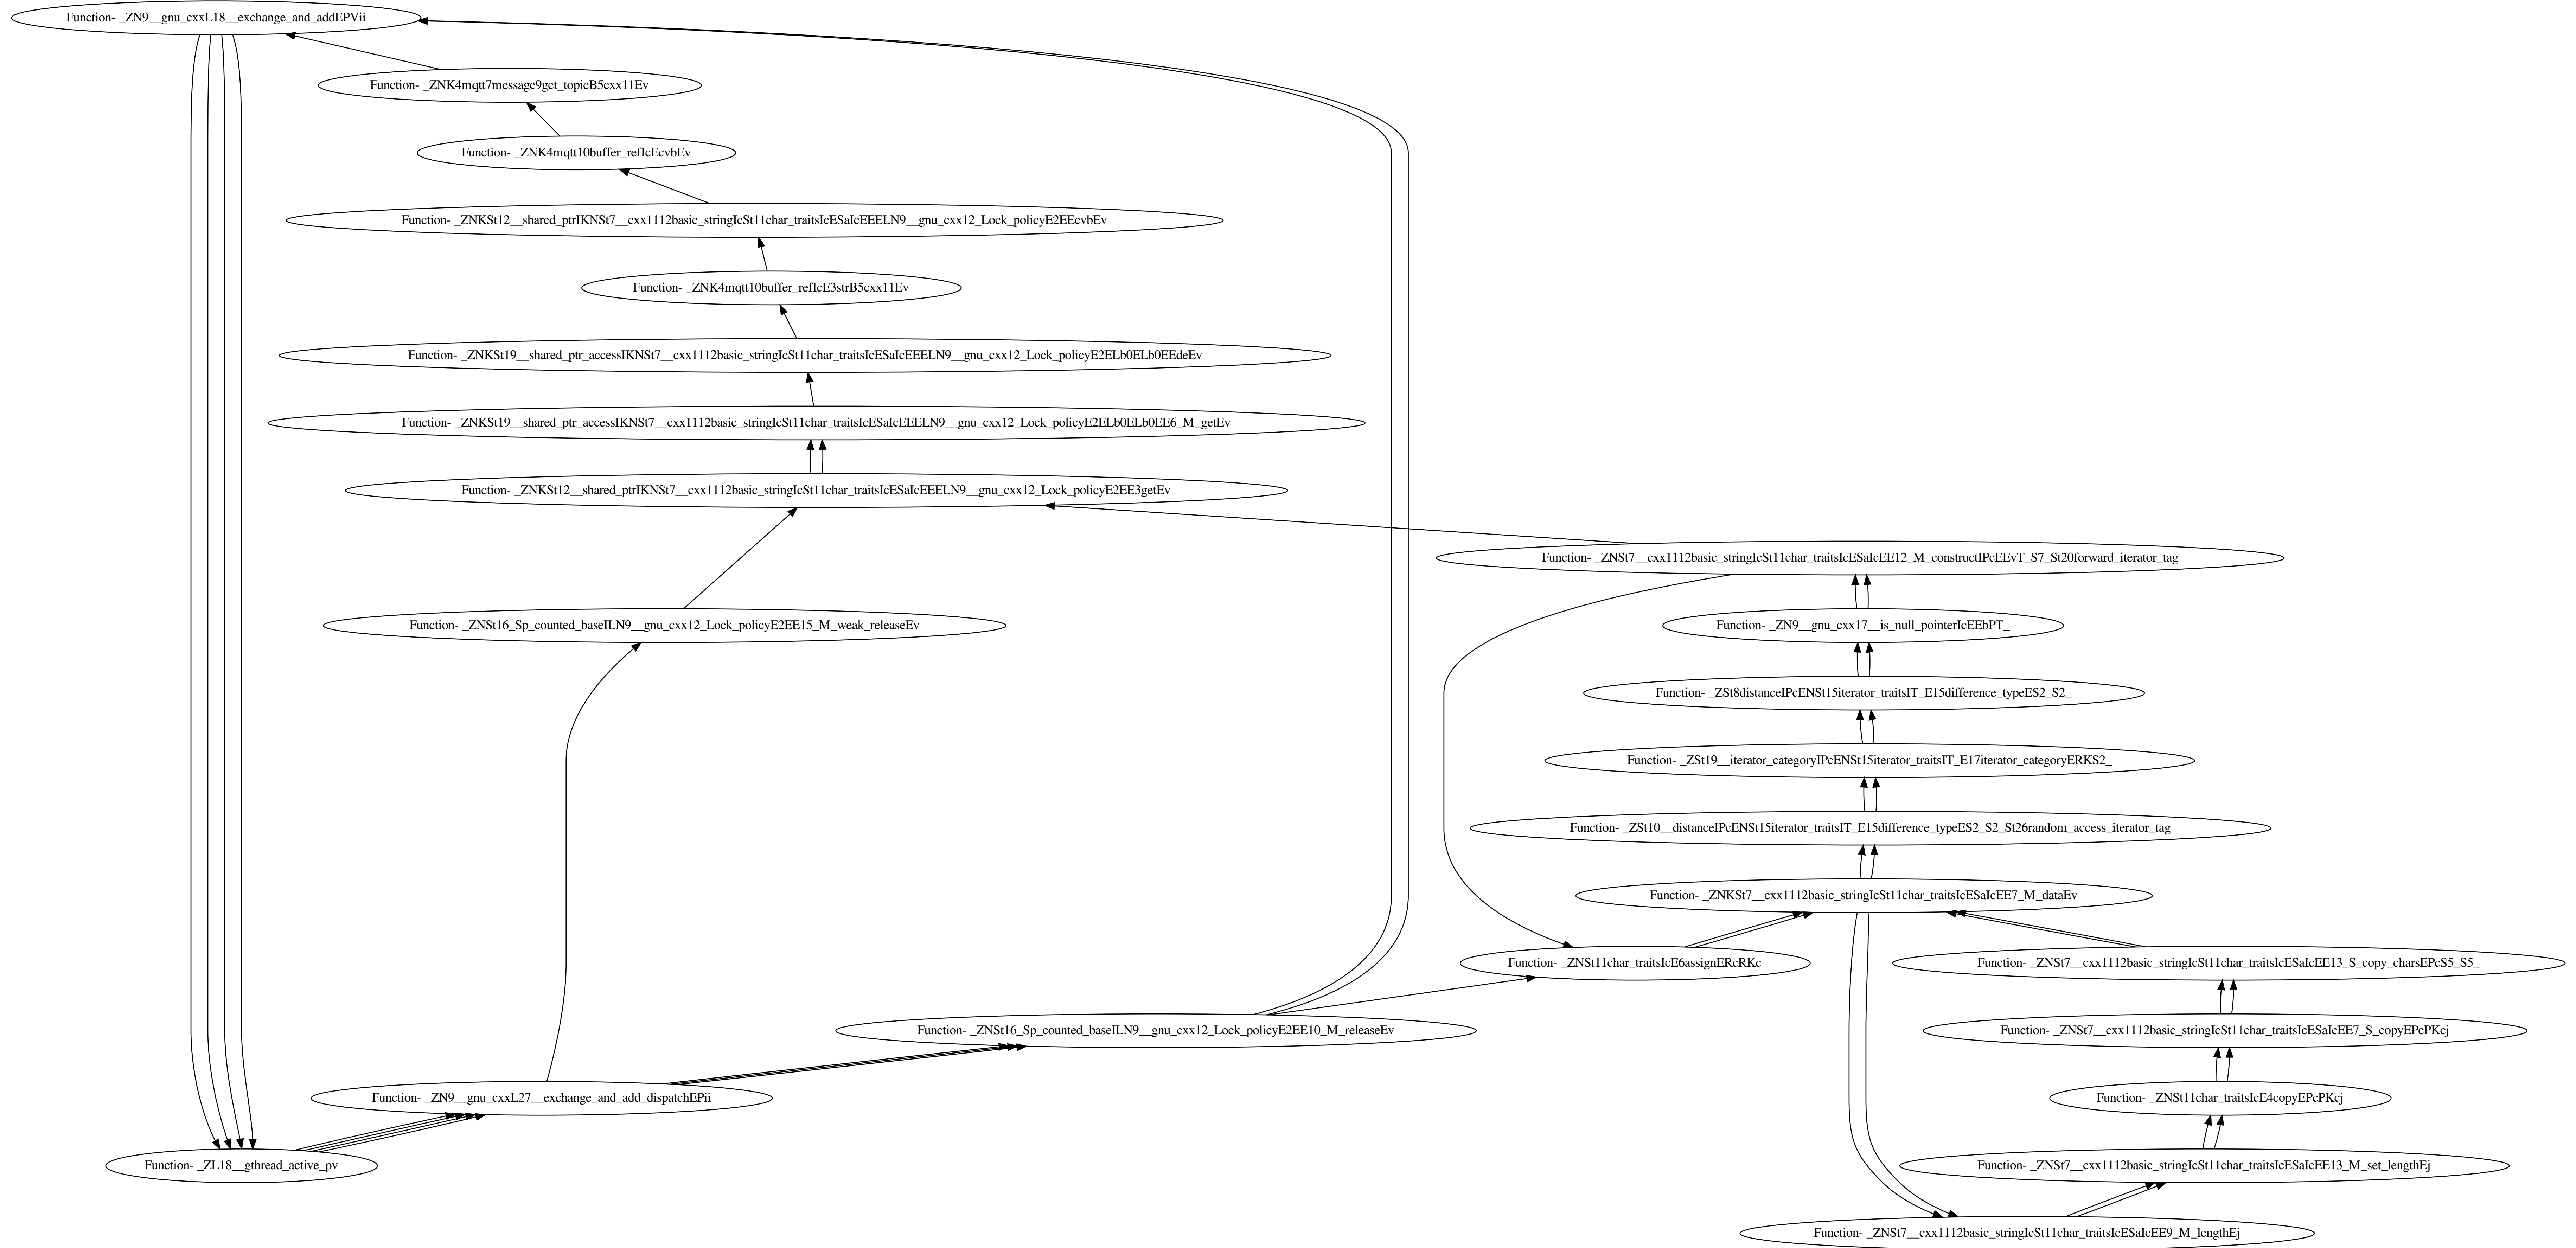 Function- _ZN9__gnu_cxxL18__exchange_and_addEPVii
Function- _ZNK4mqtt7message9get_topicB5cxx11Ev
Function- _ZNK4mqtt10buffer_refIcEcvbEv
Function- _ZNKSt12__shared_ptrIKNSt7__cxx1112basic_stringIcSt11char_traitsIcESaIcEEELN9__gnu_cxx12_Lock_policyE2EEcvbEv
Function- _ZNK4mqtt10buffer_refIcE3strB5cxx11Ev
Function- _ZNKSt19__shared_ptr_accessIKNSt7__cxx1112basic_stringIcSt11char_traitsIcESaIcEEELN9__gnu_cxx12_Lock_policyE2ELb0ELb0EEdeEv
Function- _ZNKSt19__shared_ptr_accessIKNSt7__cxx1112basic_stringIcSt11char_traitsIcESaIcEEELN9__gnu_cxx12_Lock_policyE2ELb0ELb0EE6_M_getEv
Function- _ZNKSt12__shared_ptrIKNSt7__cxx1112basic_stringIcSt11char_traitsIcESaIcEEELN9__gnu_cxx12_Lock_policyE2EE3getEv
Function- _ZNSt7__cxx1112basic_stringIcSt11char_traitsIcESaIcEE12_M_constructIPcEEvT_S7_St20forward_iterator_tag
Function- _ZNSt16_Sp_counted_baseILN9__gnu_cxx12_Lock_policyE2EE15_M_weak_releaseEv
Function- _ZN9__gnu_cxx17__is_null_pointerIcEEbPT_
Function- _ZSt8distanceIPcENSt15iterator_traitsIT_E15difference_typeES2_S2_
Function- _ZSt19__iterator_categoryIPcENSt15iterator_traitsIT_E17iterator_categoryERKS2_
Function- _ZSt10__distanceIPcENSt15iterator_traitsIT_E15difference_typeES2_S2_St26random_access_iterator_tag
Function- _ZNKSt7__cxx1112basic_stringIcSt11char_traitsIcESaIcEE7_M_dataEv
Function- _ZNSt11char_traitsIcE6assignERcRKc
Function- _ZNSt7__cxx1112basic_stringIcSt11char_traitsIcESaIcEE13_S_copy_charsEPcS5_S5_
Function- _ZNSt16_Sp_counted_baseILN9__gnu_cxx12_Lock_policyE2EE10_M_releaseEv
Function- _ZNSt7__cxx1112basic_stringIcSt11char_traitsIcESaIcEE7_S_copyEPcPKcj
Function- _ZN9__gnu_cxxL27__exchange_and_add_dispatchEPii
Function- _ZNSt11char_traitsIcE4copyEPcPKcj
Function- _ZL18__gthread_active_pv
Function- _ZNSt7__cxx1112basic_stringIcSt11char_traitsIcESaIcEE13_M_set_lengthEj
Function- _ZNSt7__cxx1112basic_stringIcSt11char_traitsIcESaIcEE9_M_lengthEj